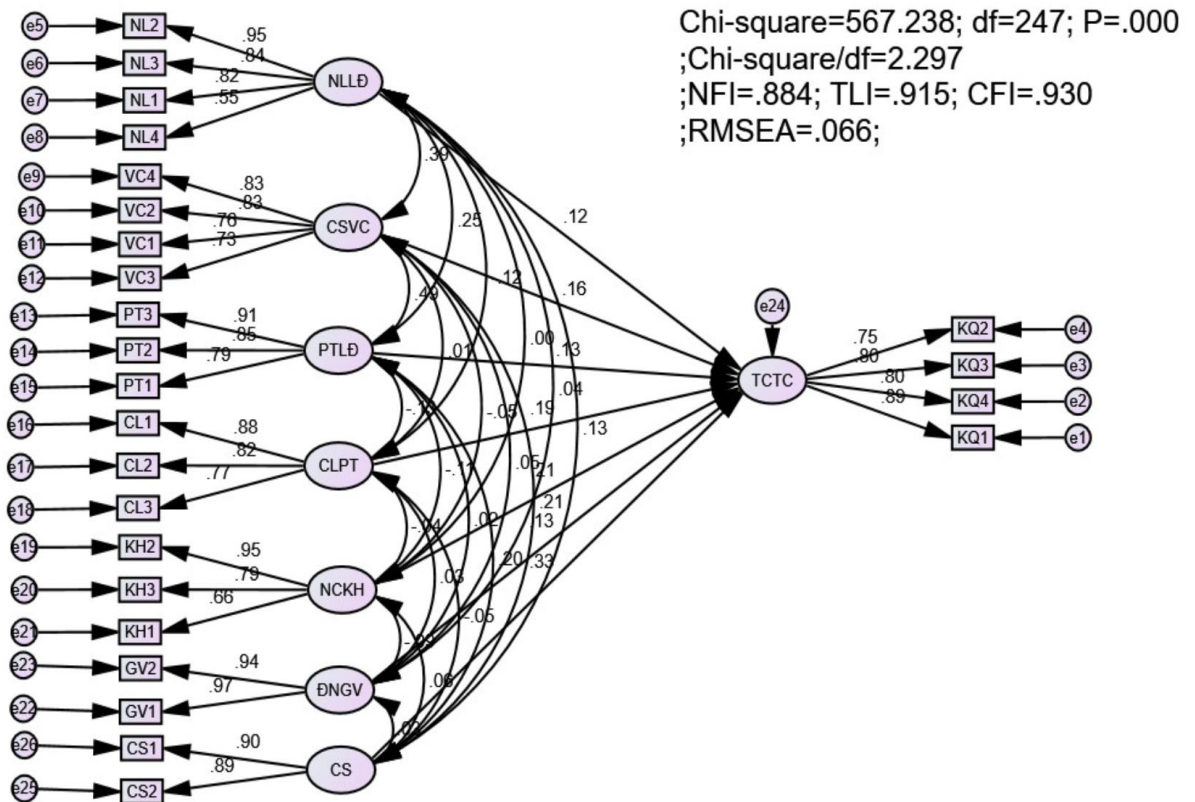 Chi-square=567.238; df=247; P=.000
;Chi-square/df=2.297
;NFI=.884; TLI=.915; CFI=.930
;RMSEA=.066;
e5 NL2 .95
e6 NL3 .84
e7 NL1 .82
e8 NL4 .55
NLLĐ
e9 VC4 .83
e10 VC2 .83
e11 VC1 .78
e12 VC3 .73
CSVC
e13 PT3 .91
e14 PT2 .85
e15 PT1 .79
PTLĐ
e16 CL1 .88
e17 CL2 .82
e18 CL3 .77
CLPT
e19 KH2 .95
e20 KH3 .79
e21 KH1 .66
NCKH
e23 GV2 .94
e22 GV1 .97
ĐNGV
e26 CS1 .90
e25 CS2 .89
CS
.39
.25
.12
.12
.16
.49
.01
.00
.13
.04
-.05
.19
.13
-.11
.05
.21
.21
-.04
.02
.13
.03
.20
.33
-.05
.06
e24
TCTC
.75 KQ2 e4
.80 KQ3 e3
.80 KQ4 e2
.89 KQ1 e1